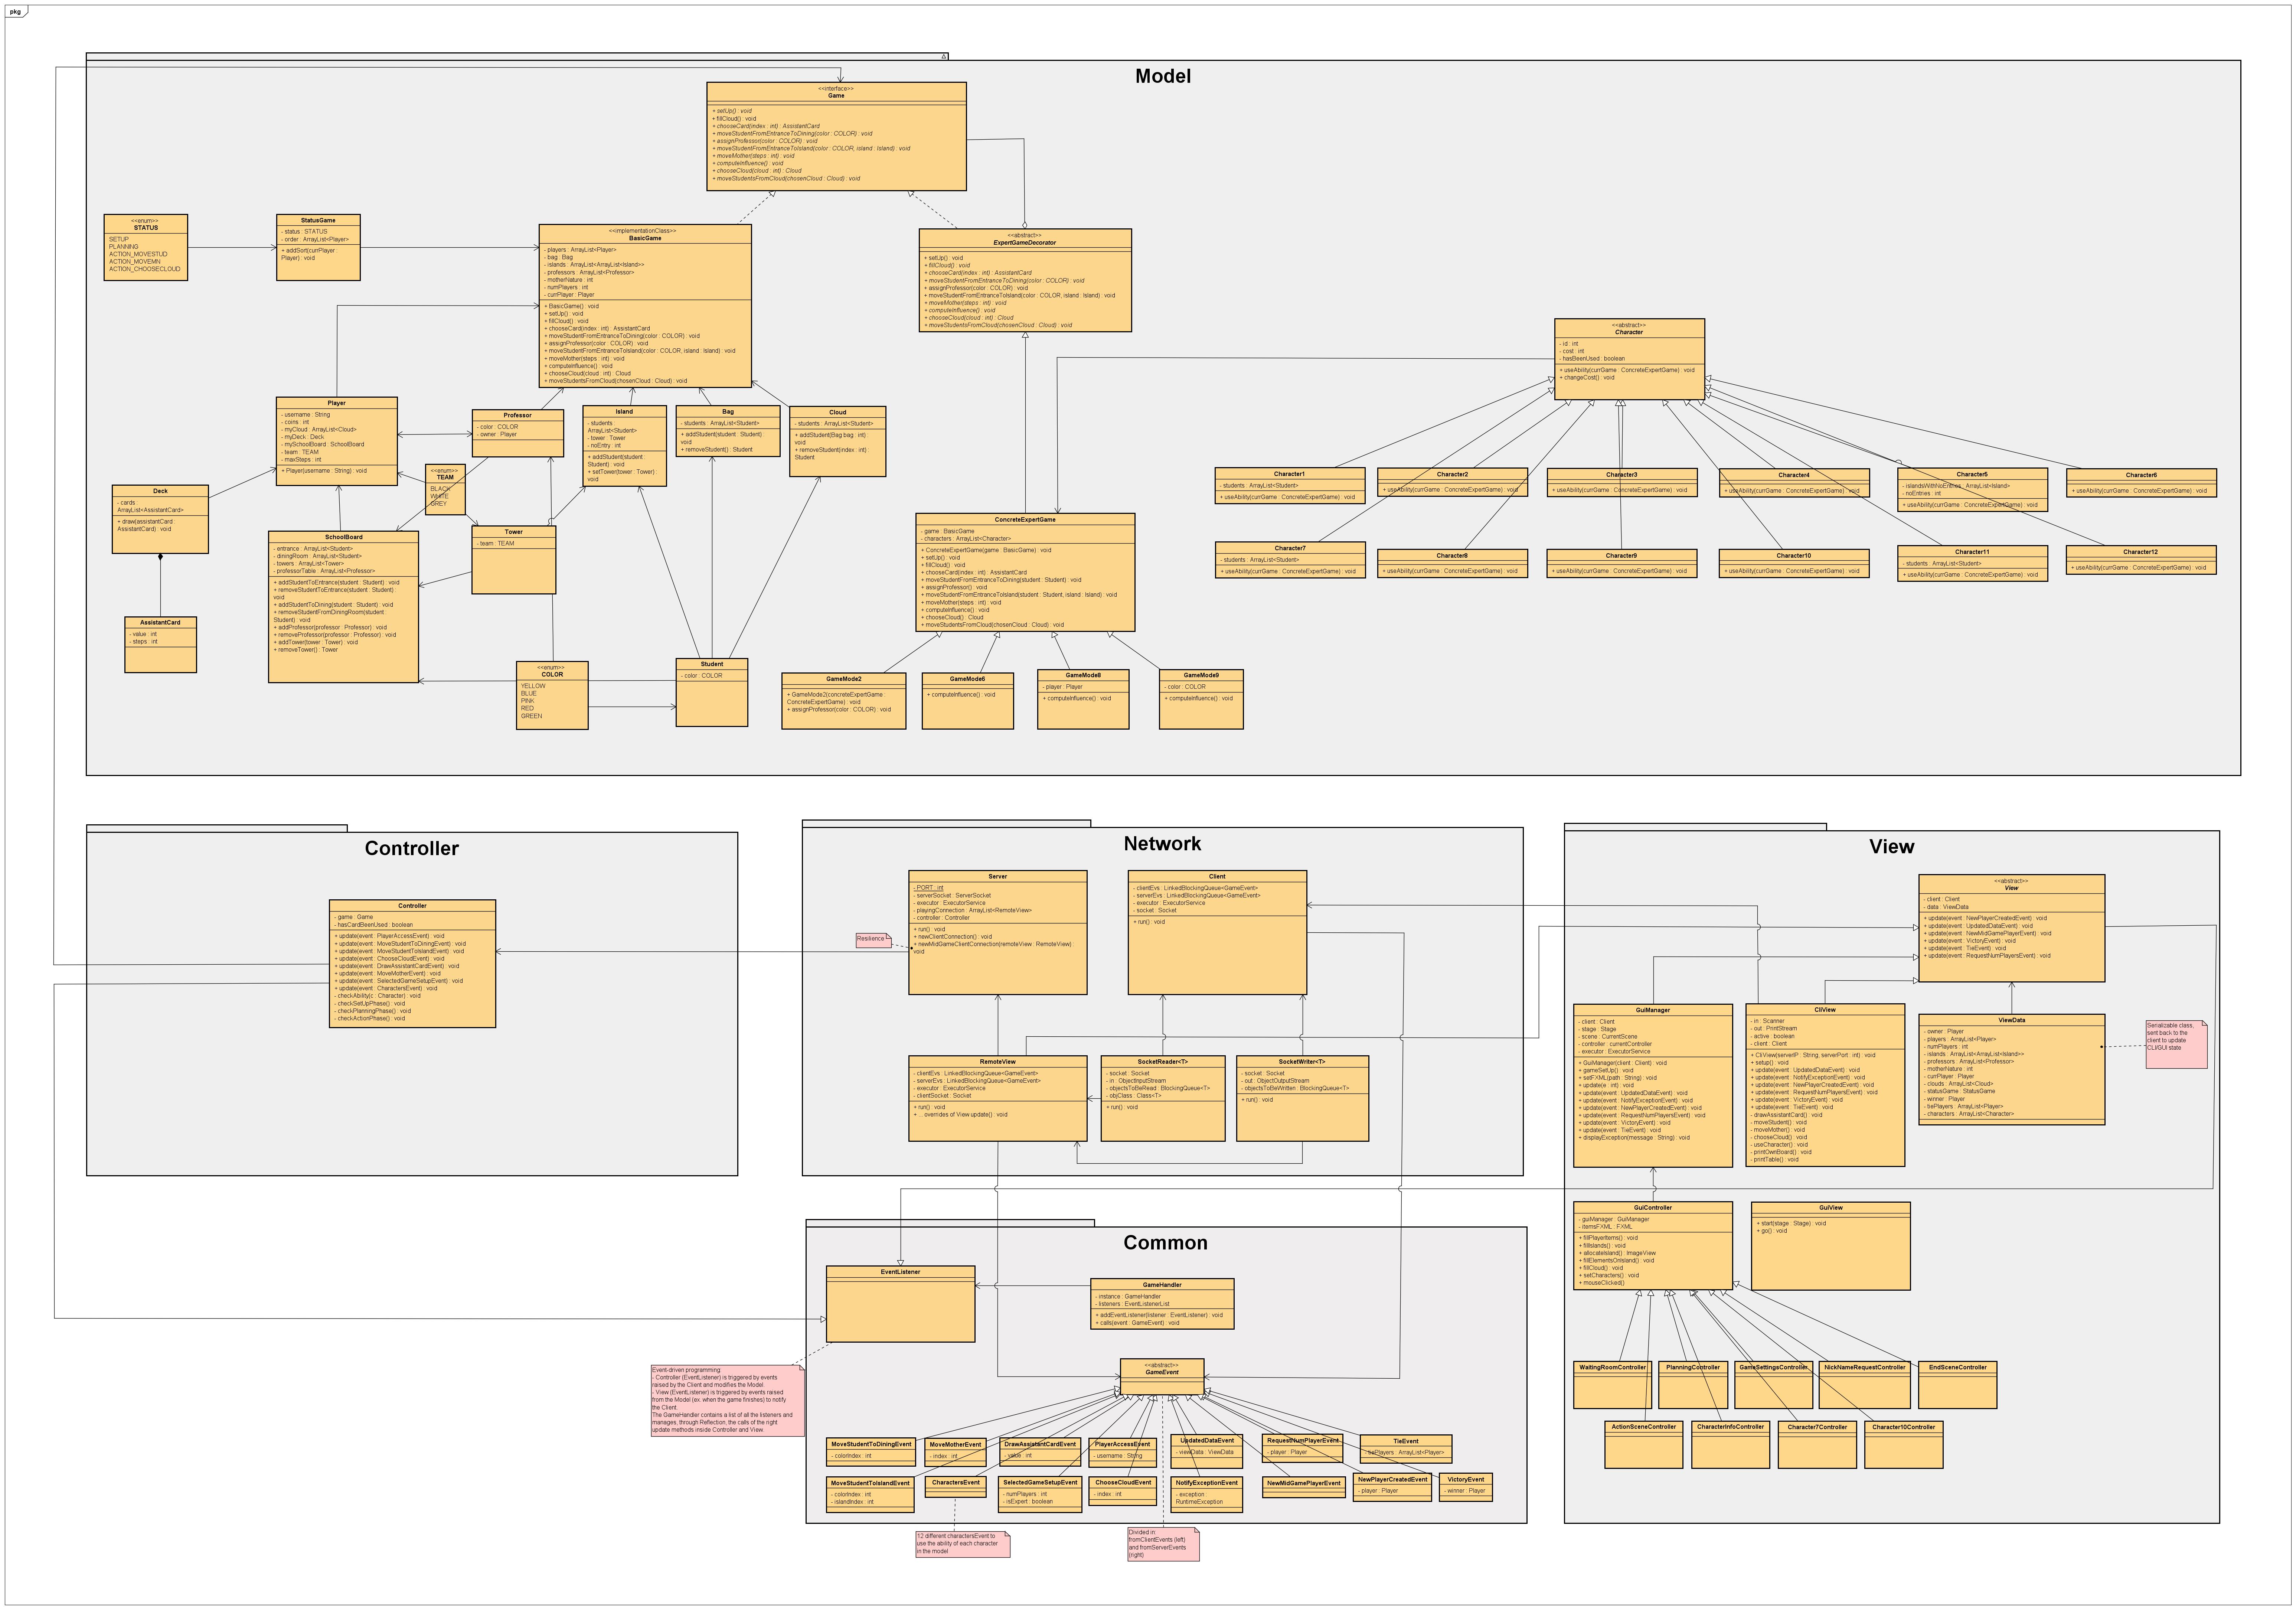 pkg
Model
<<interface>>
Game
+ setUp() : void
+ fillCloud() : void
+ chooseCard(index : int) : AssistantCard
+ moveStudentFromEntranceToDining(color : COLOR) : void
+ assignProfessor(color : COLOR) : void
+ moveStudentFromEntranceToIsland(color : COLOR, island : Island) : void
+ moveMother(steps : int) : void
+ computeInfluence() : void
+ chooseCloud(cloud : int) : Cloud
+ moveStudentsFromCloud(chosenCloud : Cloud) : void
<<enum>>
STATUS
SETUP
PLANNING
ACTION_MOVESTUD
ACTION_MOVEMN
ACTION_CHOOSECLOUD
StatusGame
- status : STATUS
- order : ArrayList<Player>
+ addSort(currPlayer :
Player) : void
<<implementationClass>>
BasicGame
- players : ArrayList<Player>
- bag : Bag
- islands : ArrayList<ArrayList<Island>>
- professors : ArrayList<Professor>
- motherNature : int
- numPlayers : int
- currPlayer : Player
+ BasicGame() : void
+ setUp() : void
+ fillCloud() : void
+ chooseCard(index : int) : AssistantCard
+ moveStudentFromEntranceToDining(color : COLOR) : void
+ assignProfessor(color : COLOR) : void
+ moveStudentFromEntranceToIsland(color : COLOR, island : Island) : void
+ moveMother(steps : int) : void
+ computeInfluence() : void
+ chooseCloud(cloud : int) : Cloud
+ moveStudentsFromCloud(chosenCloud : Cloud) : void
<<abstract>>
ExpertGameDecorator
+ setUp() : void
+ fillCloud() : void
+ chooseCard(index : int) : AssistantCard
+ moveStudentFromEntranceToDining(color : COLOR) : void
+ assignProfessor(color : COLOR) : void
+ moveStudentFromEntranceToIsland(color : COLOR, island : Island) : void
+ moveMother(steps : int) : void
+ computeInfluence() : void
+ chooseCloud(cloud : int) : Cloud
+ moveStudentsFromCloud(chosenCloud : Cloud) : void
<<abstract>>
Character
- id : int
- cost : int
- hasBeenUsed : boolean
+ useAbility(currGame : ConcreteExpertGame) : void
+ changeCost() : void
Player
- username : String
- coins : int
- myCloud : ArrayList<Cloud>
- myDeck : Deck
- mySchoolBoard : SchoolBoard
- team : TEAM
- maxSteps : int
+ Player(username : String) : void
Professor
- color : COLOR
- owner : Player
Island
- students :
ArrayList<Student>
- tower : Tower
- noEntry : int
+ addStudent(student :
Student) : void
+ setTower(tower : Tower) :
void
Bag
- students : ArrayList<Student>
+ addStudent(student : Student) :
void
+ removeStudent() : Student
Cloud
- students : ArrayList<Student>
+ addStudent(Bag bag : int) :
void
+ removeStudent(index : int) :
Student
<<enum>>
TEAM
BLACK
WHITE
GREY
Deck
- cards :
ArrayList<AssistantCard>
+ draw(assistantCard :
AssistantCard) : void
Tower
- team : TEAM
SchoolBoard
- entrance : ArrayList<Student>
- diningRoom : ArrayList<Student>
- towers : ArrayList<Tower>
- professorTable : ArrayList<Professor>
+ addStudentToEntrance(student : Student) : void
+ removeStudentToEntrance(student : Student) :
void
+ addStudentToDining(student : Student) : void
+ removeStudentFromDiningRoom(student :
Student) : void
+ addProfessor(professor : Professor) : void
+ removeProfessor(professor : Professor) : void
+ addTower(tower : Tower) : void
+ removeTower() : Tower
AssistantCard
- value : int
- steps : int
<<enum>>
COLOR
YELLOW
BLUE
PINK
RED
GREEN
Student
- color : COLOR
ConcreteExpertGame
- game : BasicGame
- characters : ArrayList<Character>
+ ConcreteExpertGame(game : BasicGame) : void
+ setUp() : void
+ fillCloud() : void
+ chooseCard(index : int) : AssistantCard
+ moveStudentFromEntranceToDining(student : Student) : void
+ assignProfessor() : void
+ moveStudentFromEntranceToIsland(student : Student, island : Island) : void
+ moveMother(steps : int) : void
+ computeInfluence() : void
+ chooseCloud() : Cloud
+ moveStudentsFromCloud(chosenCloud : Cloud) : void
GameMode2
+ GameMode2(concreteExpertGame :
ConcreteExpertGame) : void
+ assignProfessor(color : COLOR) : void
GameMode6
+ computeInfluence() : void
GameMode8
- player : Player
+ computeInfluence() : void
GameMode9
- color : COLOR
+ computeInfluence() : void
Character1
- students : ArrayList<Student>
+ useAbility(currGame : ConcreteExpertGame) : void
Character2
+ useAbility(currGame : ConcreteExpertGame) : void
Character3
+ useAbility(currGame : ConcreteExpertGame) : void
Character4
+ useAbility(currGame : ConcreteExpertGame) : void
Character5
- islandsWithNoEntries : ArrayList<Island>
- noEntries : int
+ useAbility(currGame : ConcreteExpertGame) : void
Character6
+ useAbility(currGame : ConcreteExpertGame) : void
Character7
- students : ArrayList<Student>
+ useAbility(currGame : ConcreteExpertGame) : void
Character8
+ useAbility(currGame : ConcreteExpertGame) : void
Character9
+ useAbility(currGame : ConcreteExpertGame) : void
Character10
+ useAbility(currGame : ConcreteExpertGame) : void
Character11
- students : ArrayList<Student>
+ useAbility(currGame : ConcreteExpertGame) : void
Character12
+ useAbility(currGame : ConcreteExpertGame) : void
Controller
Controller
- game : Game
- hasCardBeenUsed : boolean
+ update(event : PlayerAccessEvent) : void
+ update(event : MoveStudentToDiningEvent) : void
+ update(event : MoveStudentToIslandEvent) : void
+ update(event : ChooseCloudEvent) : void
+ update(event : DrawAssistantCardEvent) : void
+ update(event : MoveMotherEvent) : void
+ update(event : SelectedGameSetupEvent) : void
+ update(event : CharactersEvent) : void
- checkAbility(c : Character) : void
- checkSetUpPhase() : void
- checkPlanningPhase() : void
- checkActionPhase() : void
Network
Server
- PORT : int
- serverSocket : ServerSocket
- executor : ExecutorService
- playingConnection : ArrayList<RemoteView>
- controller : Controller
+ run() : void
+ newClientConnection() : void
+ newMidGameClientConnection(remoteView : RemoteView) :
void
Resilience
Client
- clientEvs : LinkedBlockingQueue<GameEvent>
- serverEvs : LinkedBlockingQueue<GameEvent>
- executor : ExecutorService
- socket : Socket
+ run() : void
RemoteView
- clientEvs : LinkedBlockingQueue<GameEvent>
- serverEvs : LinkedBlockingQueue<GameEvent>
- executor : ExecutorService
- clientSocket : Socket
+ run() : void
+ ... overrides of View update() : void
SocketReader<T>
- socket : Socket
- in : ObjectInputStream
- objectsToBeRead : BlockingQueue<T>
- objClass : Class<T>
+ run() : void
SocketWriter<T>
- socket : Socket
- out : ObjectOutputStream
- objectsToBeWritten : BlockingQueue<T>
+ run() : void
View
<<abstract>>
View
- client : Client
- data : ViewData
+ update(event : NewPlayerCreatedEvent) : void
+ update(event : UpdatedDataEvent) : void
+ update(event : NewMidGamePlayerEvent) : void
+ update(event : VictoryEvent) : void
+ update(event : TieEvent) : void
+ update(event : RequestNumPlayersEvent) : void
GuiManager
- client : Client
- stage : Stage
- scene : CurrentScene
- controller : currentController
- executor : ExecutorService
+ GuiManager(client : Client) : void
+ gameSetUp() : void
+ setFXML(path : String) : void
+ update(e : int) : void
+ update(event : UpdatedDataEvent) : void
+ update(event : NotifyExceptionEvent) : void
+ update(event : NewPlayerCreatedEvent) : void
+ update(event : RequestNumPlayersEvent) : void
+ update(event : VictoryEvent) : void
+ update(event : TieEvent) : void
+ displayException(message : String) : void
CliView
- in : Scanner
- out : PrintStream
- active : boolean
- client : Client
+ CliView(serverIP : String, serverPort : int) : void
+ setup() : void
+ update(event : UpdatedDataEvent) : void
+ update(event : NotifyExceptionEvent) : void
+ update(event : NewPlayerCreatedEvent) : void
+ update(event : RequestNumPlayersEvent) : void
+ update(event : VictoryEvent) : void
+ update(event : TieEvent) : void
- drawAssistantCard() : void
- moveStudent() : void
- moveMother() : void
- chooseCloud() : void
- useCharacter() : void
- printOwnBoard() : void
- printTable() : void
ViewData
- owner : Player
- players : ArrayList<Player>
- numPlayers : int
- islands : ArrayList<ArrayList<Island>>
- professors : ArrayList<Professor>
- motherNature : int
- currPlayer : Player
- clouds : ArrayList<Cloud>
- statusGame : StatusGame
- winner : Player
- tiePlayers : ArrayList<Player>
- characters : ArrayList<Character>
Serializable class,
sent back to the
client to update
CLI/GUI state
GuiController
- guiManager : GuiManager
- itemsFXML : FXML
+ fillPlayerItems() : void
+ fillIslands() : void
+ allocateIsland() : ImageView
+ fillElementsOnIsland() : void
+ fillCloud() : void
+ setCharacters() : void
+ mouseClicked()
GuiView
+ start(stage : Stage) : void
+ go() : void
WaitingRoomController
PlanningController
GameSettingsController
NickNameRequestController
EndSceneController
ActionSceneController
CharacterInfoController
Character7Controller
Character10Controller
Common
EventListener
GameHandler
- instance : GameHandler
- listeners : EventListenerList
+ addEventListener(listener : EventListener) : void
+ calls(event : GameEvent) : void
Event-driven programming:
- Controller (EventListener) is triggered by events
raised by the Client and modifies the Model.
- View (EventListener) is triggered by events raised
from the Model (ex. when the game finishes) to notify
the Client.
The GameHandler contains a list of all the listeners and
manages, through Reflection, the calls of the right
update methods inside Controller and View.
<<abstract>>
GameEvent
MoveStudentToDiningEvent
- colorIndex : int
MoveMotherEvent
- index : int
DrawAssistantCardEvent
- value : int
PlayerAccessEvent
- username : String
UpdatedDataEvent
- viewData : ViewData
RequestNumPlayerEvent
- player : Player
TieEvent
- tiePlayers : ArrayList<Player>
MoveStudentToIslandEvent
- colorIndex : int
- islandIndex : int
CharactersEvent
SelectedGameSetupEvent
- numPlayers : int
- isExpert : boolean
ChooseCloudEvent
- index : int
NotifyExceptionEvent
- exception :
RuntimeException
NewMidGamePlayerEvent
NewPlayerCreatedEvent
- player : Player
VictoryEvent
- winner : Player
12 different charactersEvent to
use the ability of each character
in the model
Divided in:
fromClientEvents (left)
and fromServerEvents
(right)